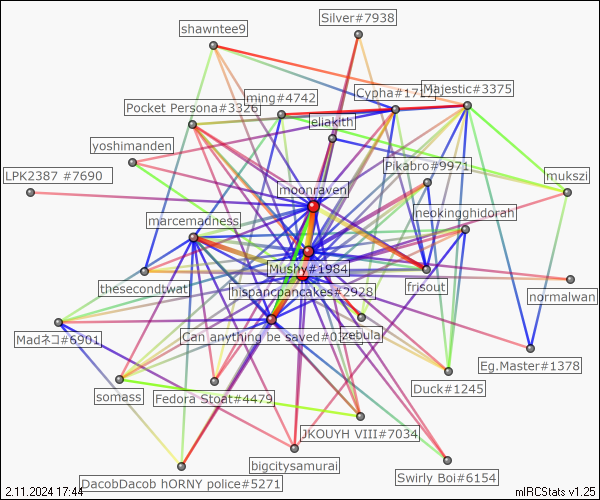 Silver#7938
shawntee9
Majestic#3375
Cypha#172
ming#4742
Pocket Persona#3326
eliakith
yoshimanden
Pikabro#9971
LPK2387 #7690
mukszi
moonraven
neokinghidorah
marcemadness
Mushy#1984
thesecondtwat
frisout
hispancpancakes#2928
normalwan
Madネコ#6901
Can anything be saved#0
zebula
Eg.Master#1378
Duck#1245
somass
Fedora Stoat#4479
JKOUYH VIII#7034
bigcitysamurai
Swirly Boi#6154
DacobDacob hORNY police#5271
2.11.2024 17:44
mIRCStats v1.25